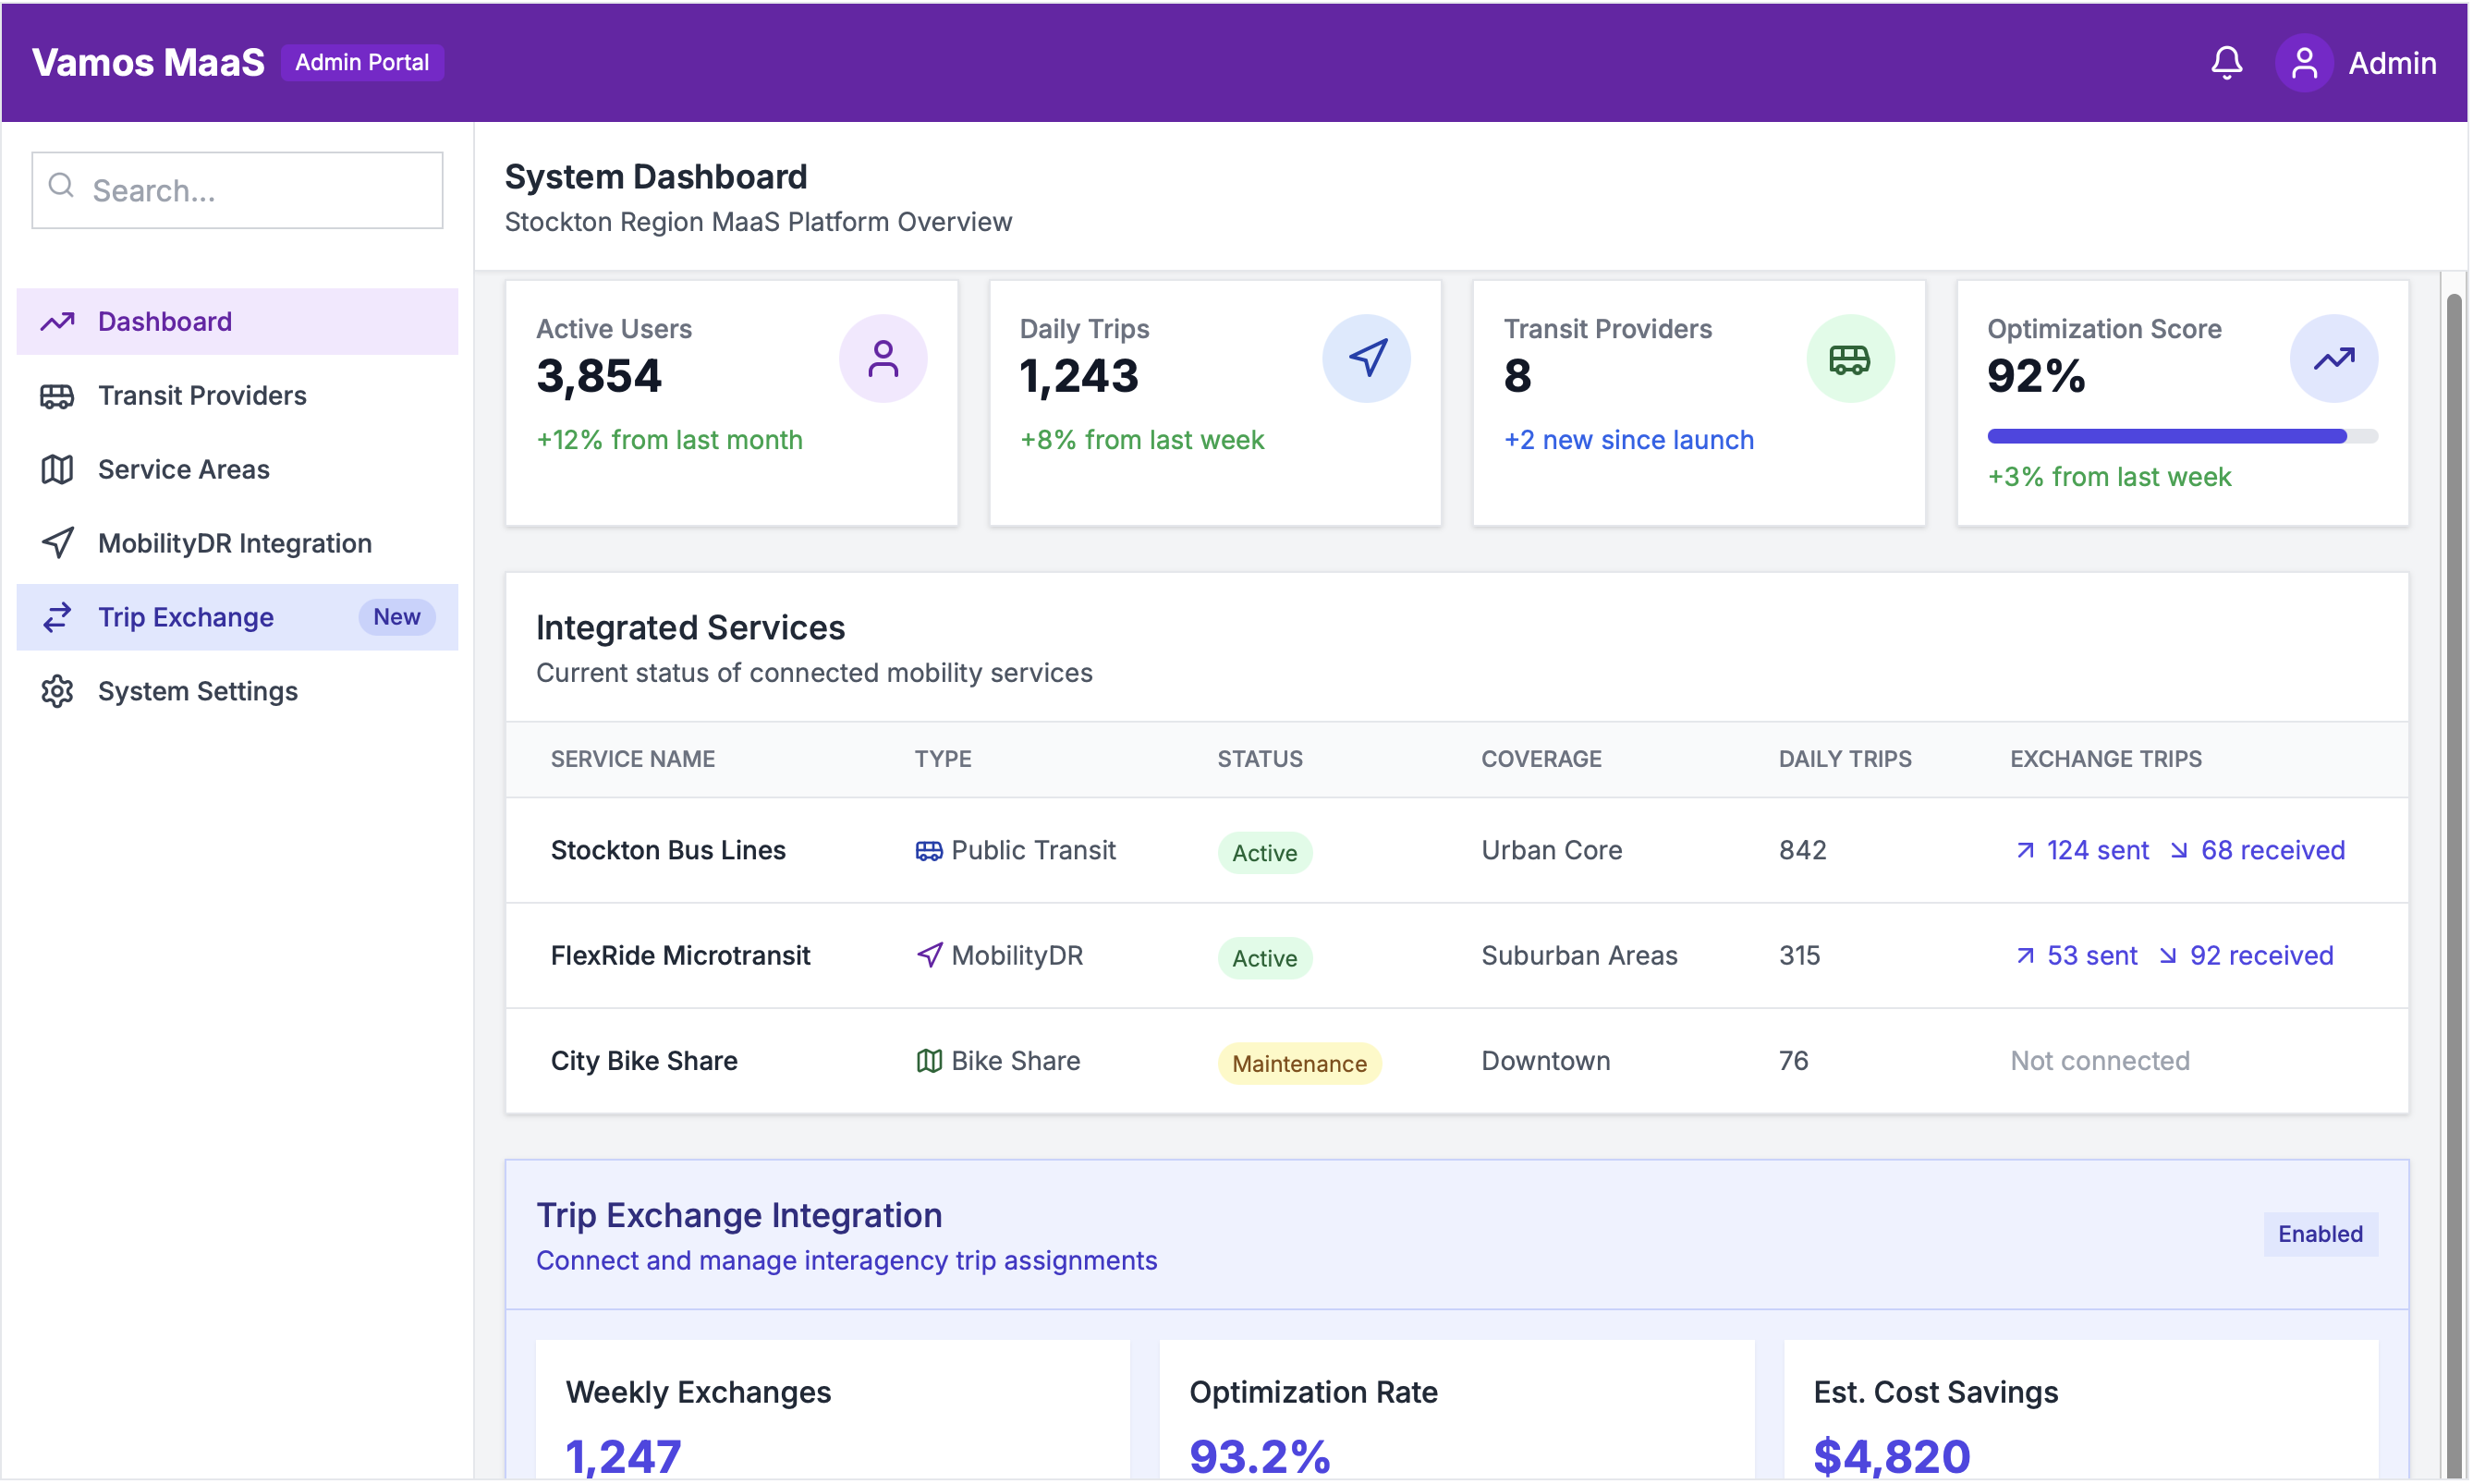 Vamos MaaS Admin Portal Admin
Search...
Dashboard
Transit Providers
Service Areas
MobilityDR Integration
Trip Exchange New
System Settings
System Dashboard
Stockton Region MaaS Platform Overview
Active Users
3,854
+12% from last month
Daily Trips
1,243
+8% from last week
Transit Providers
8
+2 new since launch
Optimization Score
92%
+3% from last week
Integrated Services
Current status of connected mobility services
SERVICE NAME TYPE STATUS COVERAGE DAILY TRIPS EXCHANGE TRIPS
Stockton Bus Lines Public Transit Active Urban Core 842 ↗ 124 sent ↘ 68 received
FlexRide Microtransit MobilityDR Active Suburban Areas 315 ↗ 53 sent ↘ 92 received
City Bike Share Bike Share Maintenance Downtown 76 Not connected
Trip Exchange Integration
Connect and manage interagency trip assignments
Enabled
Weekly Exchanges
1,247
Optimization Rate
93.2%
Est. Cost Savings
$4,820